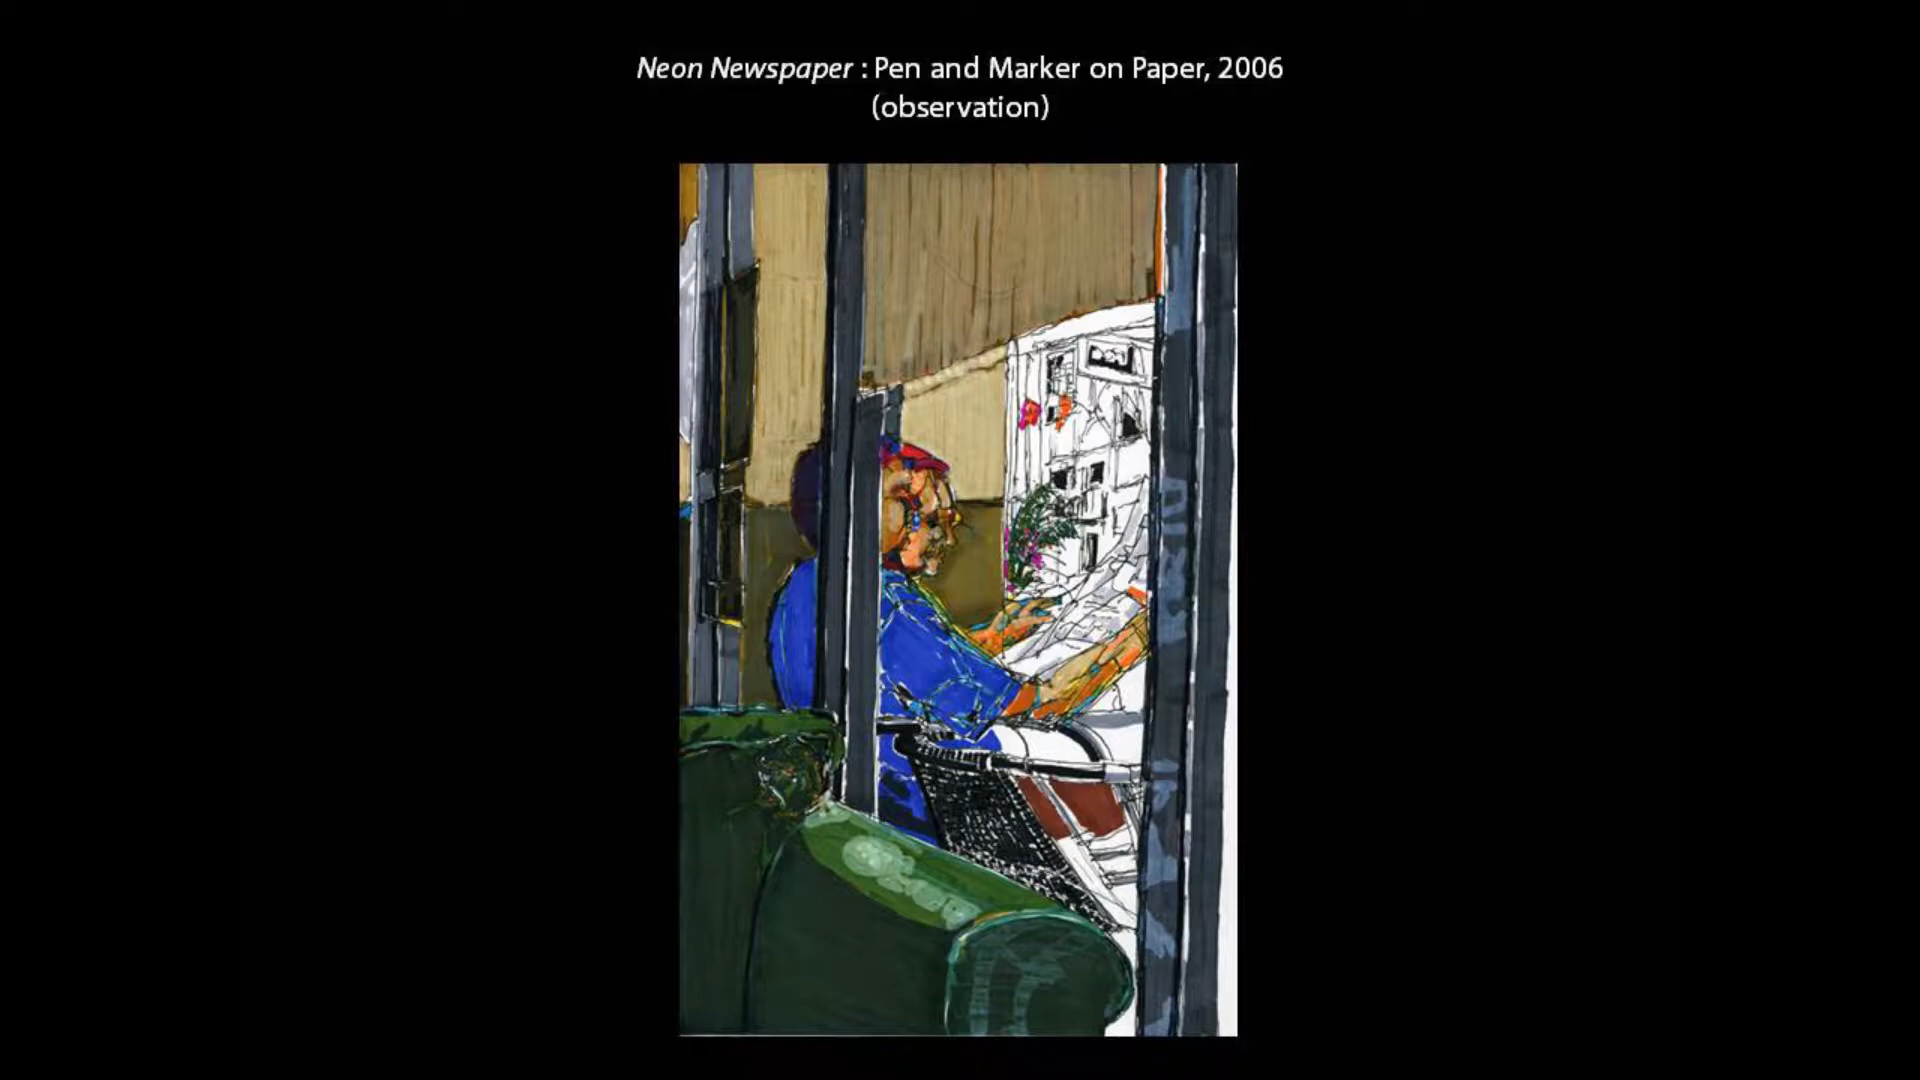 Neon Newspaper : Pen and Marker on Paper, 2006
(observation)